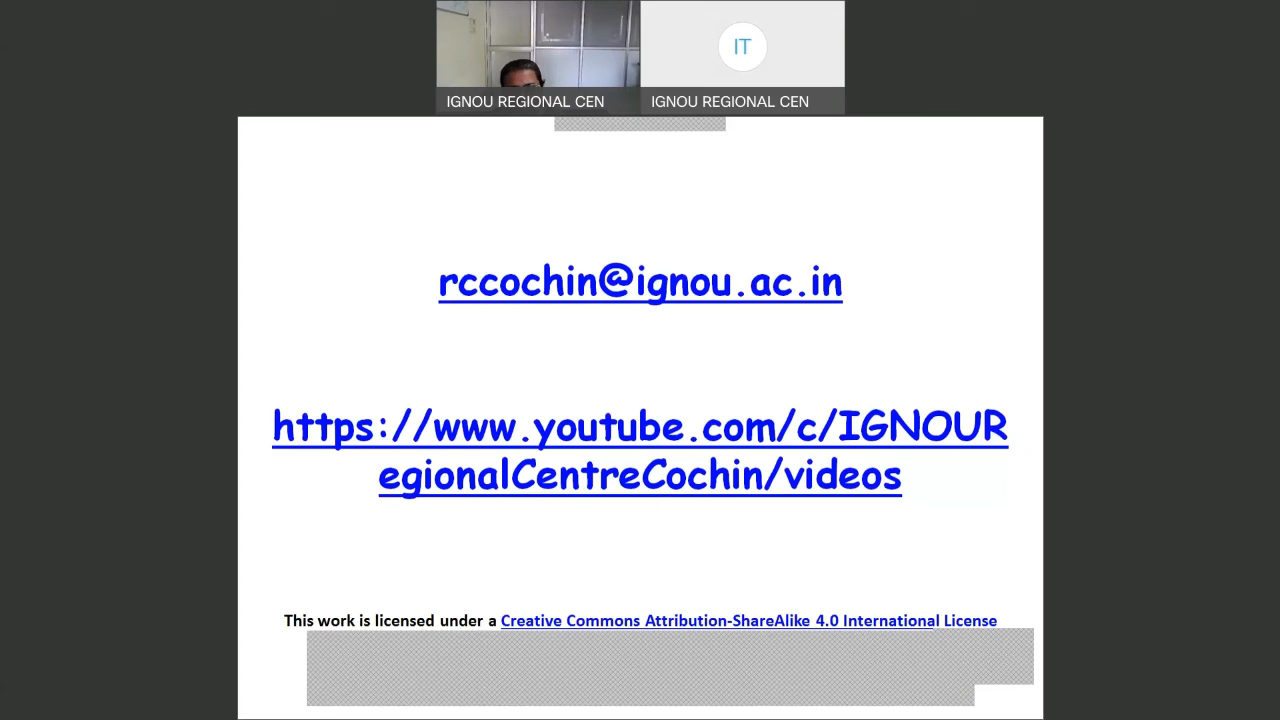 IT
IGNOU REGIONAL CEN
IGNOU REGIONAL CEN
rccochin@ignou.ac.in
https://www.youtube.com/c/IGNOUR
egionalCentreCochin/videos
This work is licensed under a Creative Commons Attribution-ShareAlike 4.0 International License